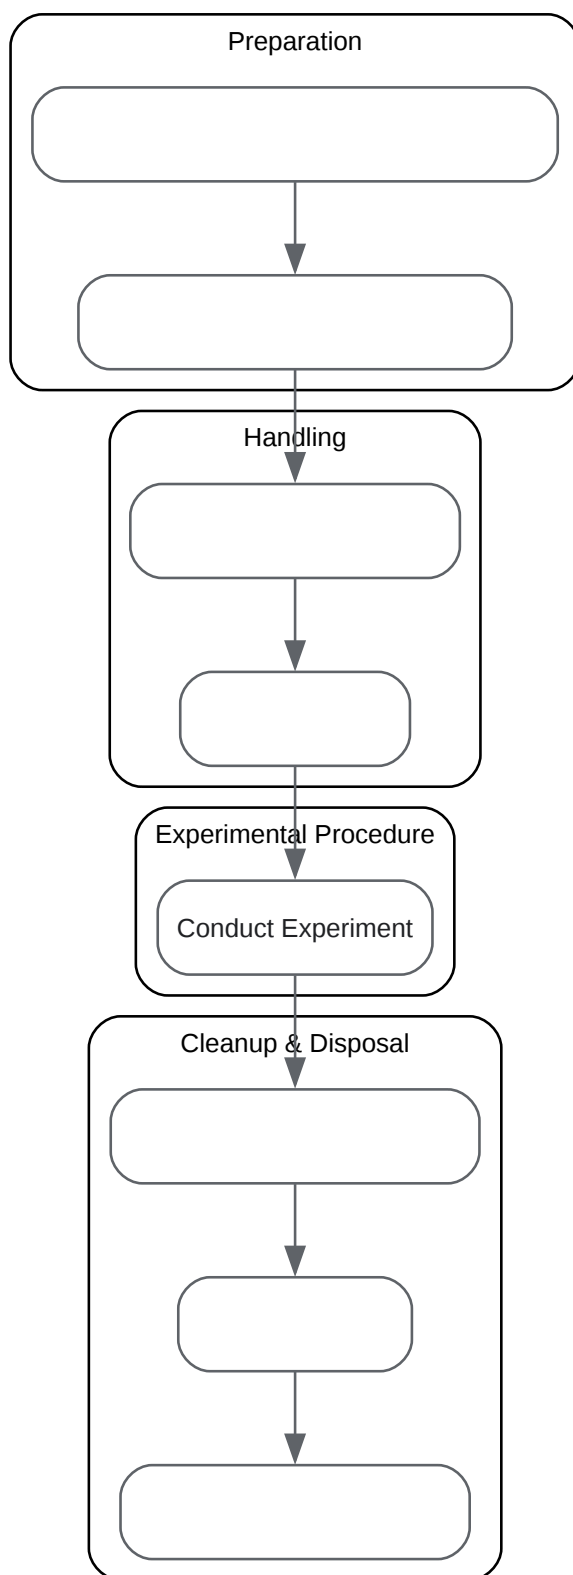 Preparation
Handling
Experimental Procedure
Conduct Experiment
Cleanup & Disposal